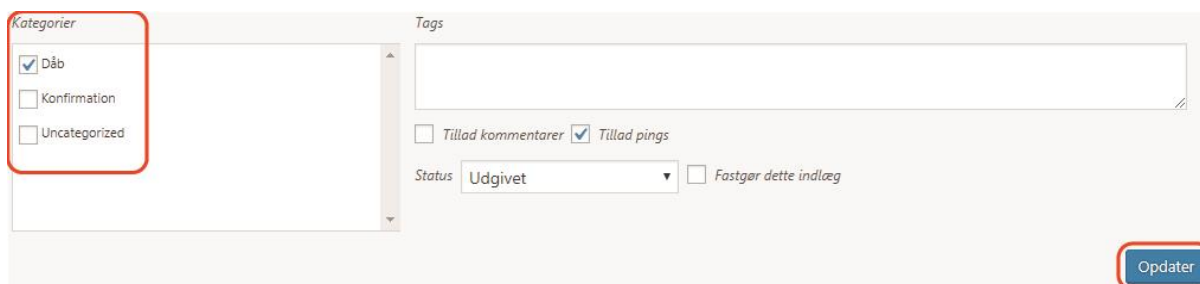 Kategorier
Dåb
Konfirmation
Uncategorized
Tags
Tillad kommentarer Tillad pings
Status Udgivet Fastgør dette indlæg
Opdater